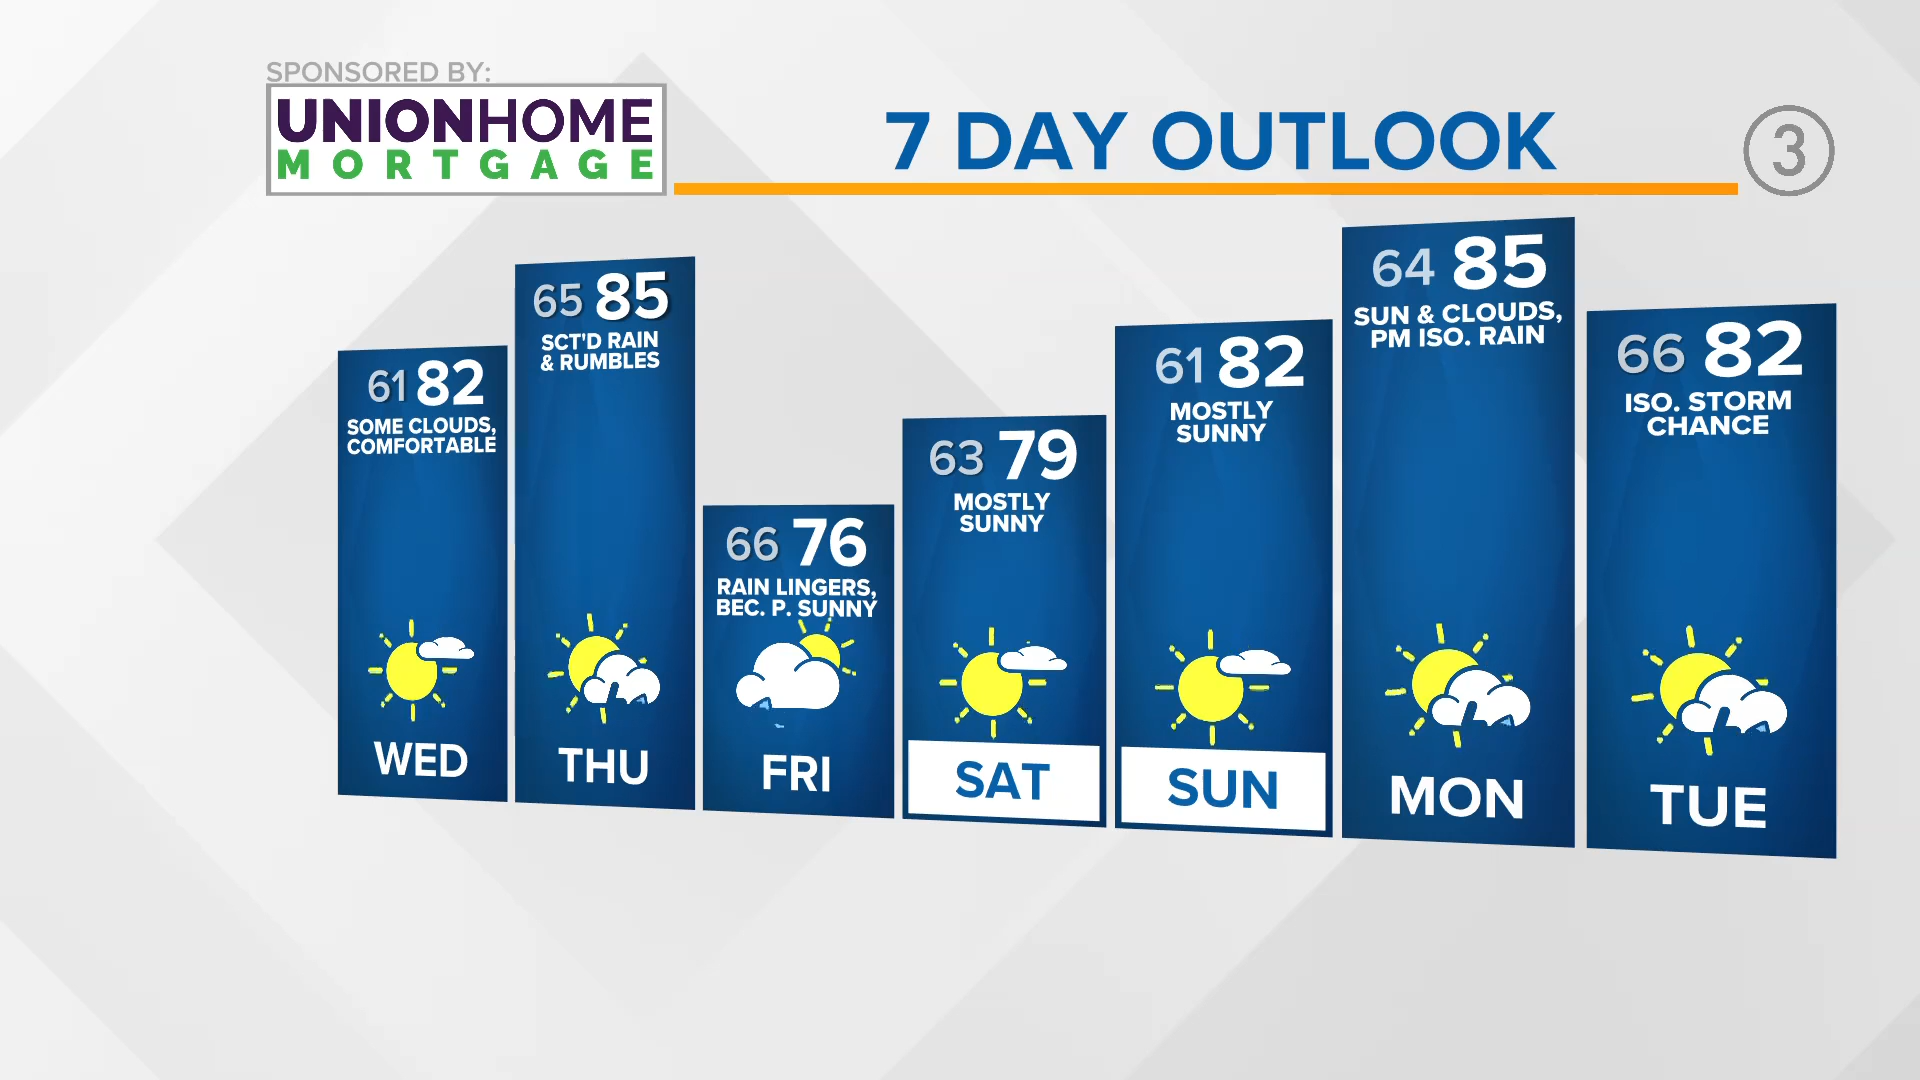 SPONSORED BY:
UNIONHOME
MORTGAGE
7 DAY OUTLOOK
3
61 82
SOME CLOUDS,
COMFORTABLE
WED
65 85
SCT'D RAIN
& RUMBLES
THU
66 76
RAIN LINGERS,
BEC. P. SUNNY
FRI
63 79
MOSTLY
SUNNY
SAT
61 82
MOSTLY
SUNNY
SUN
64 85
SUN & CLOUDS,
PM ISO. RAIN
MON
66 82
ISO. STORM
CHANCE
TUE